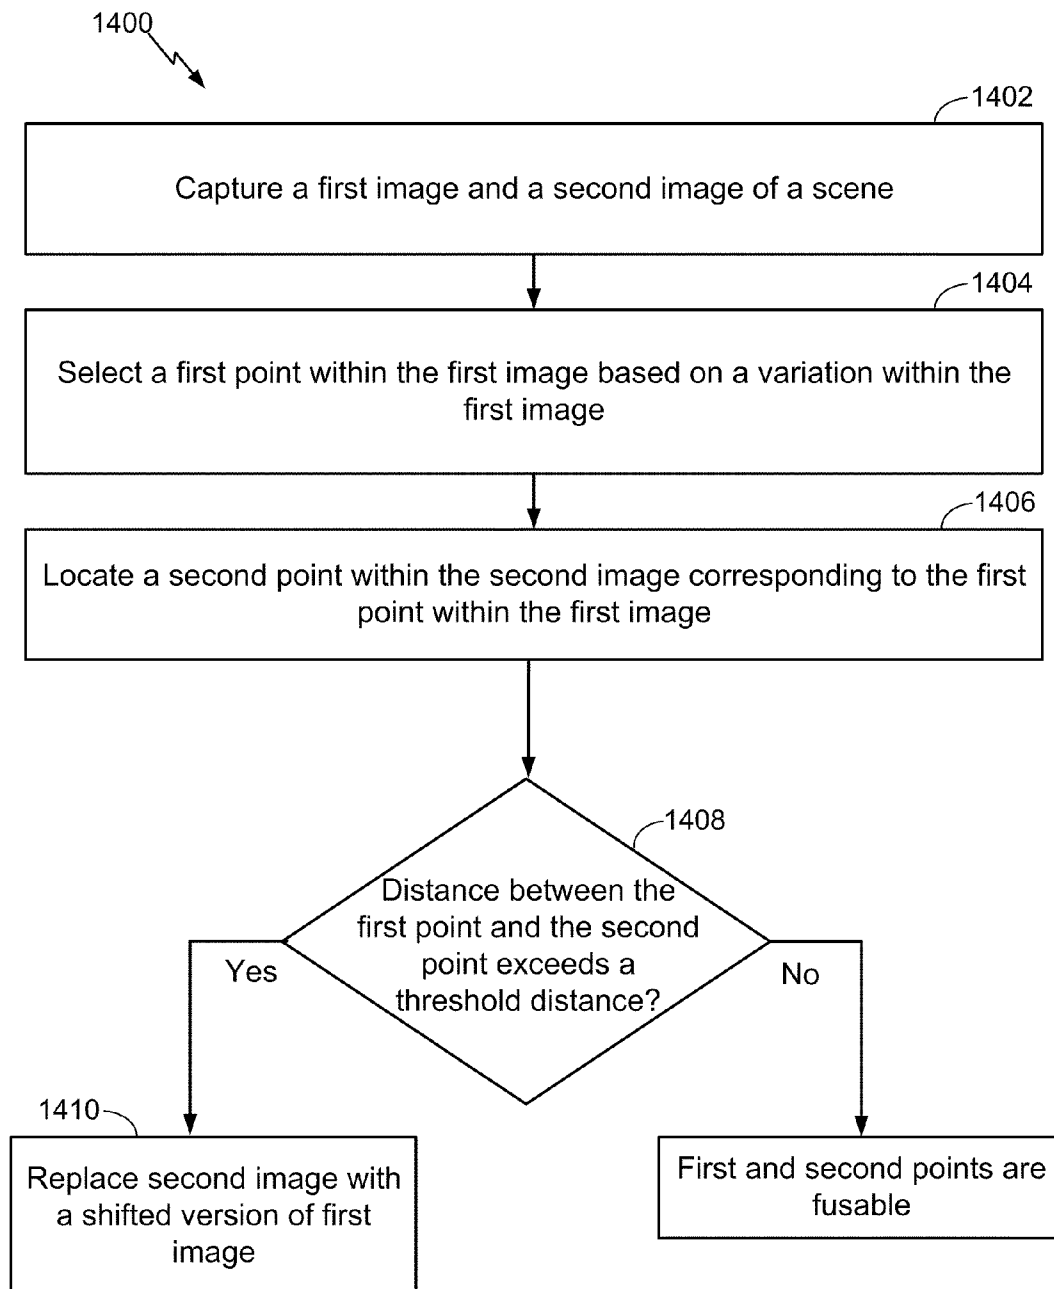 1400
1402
Capture a first image and a second image of a scene
1404
Select a first point within the first image based on a variation within the
first image
1406
Locate a second point within the second image corresponding to the first
point within the first image
1408
Distance between the
first point and the second
point exceeds a
threshold distance?
Yes
No
1410
Replace second image with
a shifted version of first
image
First and second points are
fusable